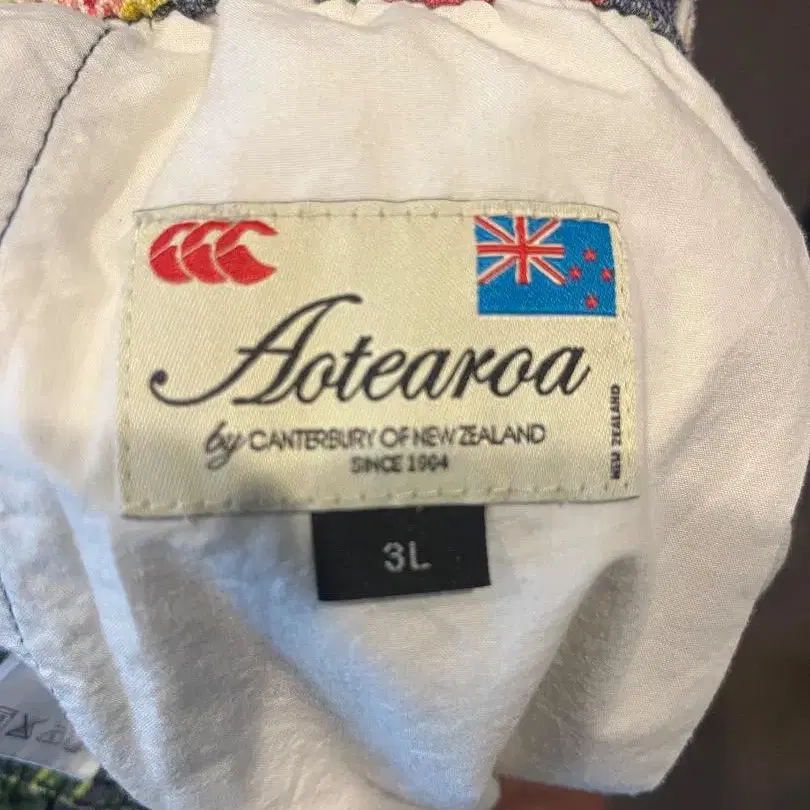 Aotearoa
by CANTERBURY OF NEW ZEALAND
SINCE 1904
NEW ZEALAND
3L